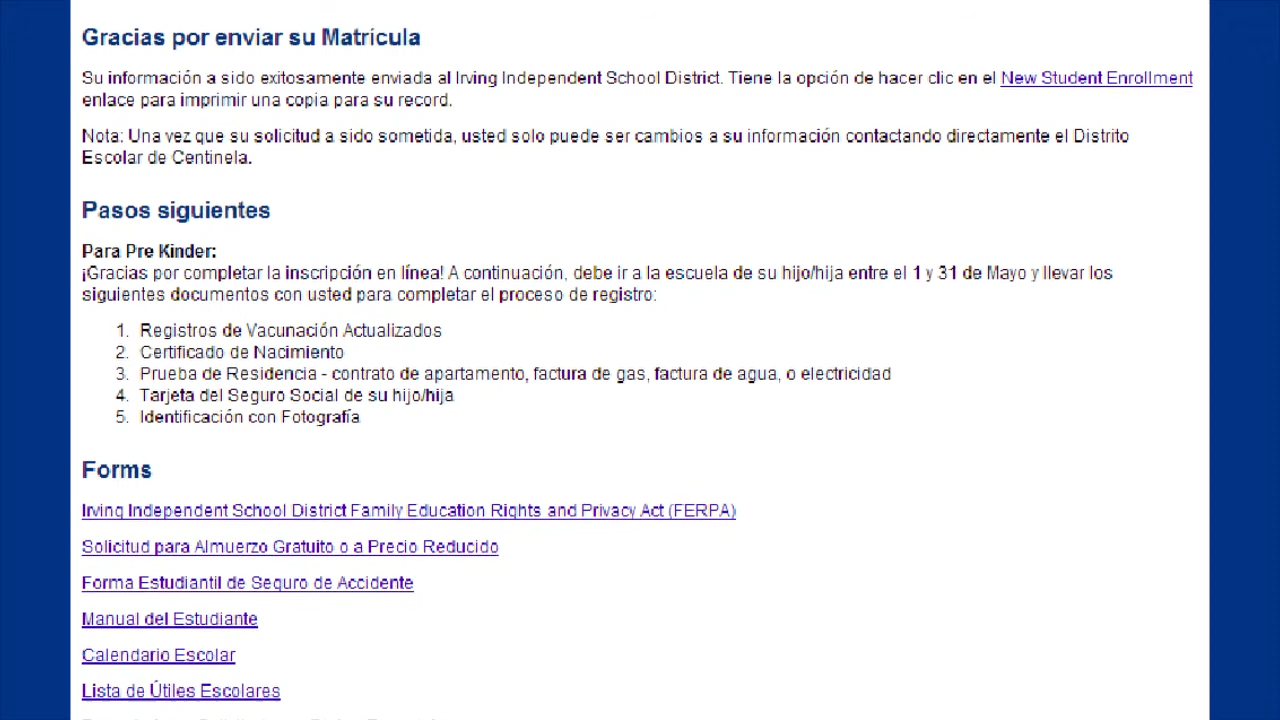 Gracias por enviar su Matrícula
Su información a sido exitosamente enviada al Irving Independent School District. Tiene la opción de hacer clic en el New Student Enrollment
enlace para imprimir una copia para su record.
Nota: Una vez que su solicitud a sido sometida, usted solo puede ser cambios a su información contactando directamente el Distrito
Escolar de Centinela.
Pasos siguientes
Para Pre Kinder:
¡Gracias por completar la inscripción en línea! A continuación, debe ir a la escuela de su hijo/hija entre el 1 y 31 de Mayo y llevar los
siguientes documentos con usted para completar el proceso de registro:
1. Registros de Vacunación Actualizados
2. Certificado de Nacimiento
3. Prueba de Residencia - contrato de apartamento, factura de gas, factura de agua, o electricidad
4. Tarjeta del Seguro Social de su hijo/hija
5. Identificación con Fotografía
Forms
Irving Independent School District Family Education Rights and Privacy Act (FERPA)
Solicitud para Almuerzo Gratuito o a Precio Reducido
Forma Estudiantil de Seguro de Accidente
Manual del Estudiante
Calendario Escolar
Lista de Útiles Escolares